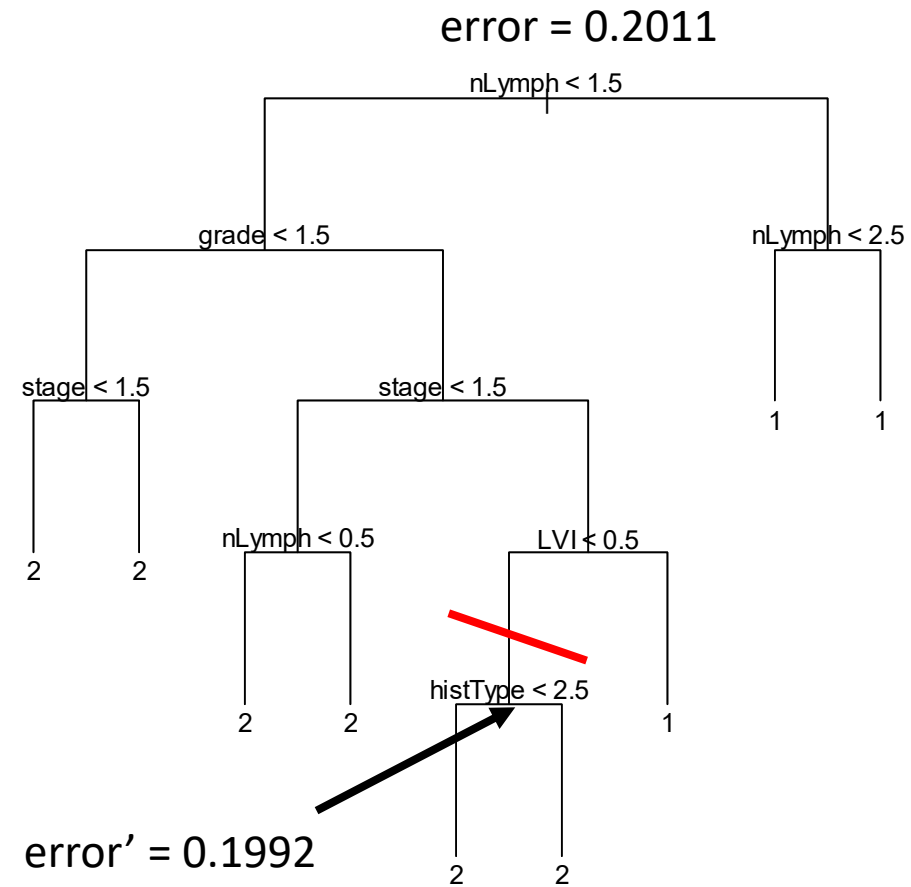 error = 0.2011
nLymph < 1.5
grade < 1.5
nLymph < 2.5
stage < 1.5
stage < 1.5
1
1
nLymph < 0.5
LVI < 0.5
2
2
histType < 2.5
2
2
1
error’ = 0.1992
2
2